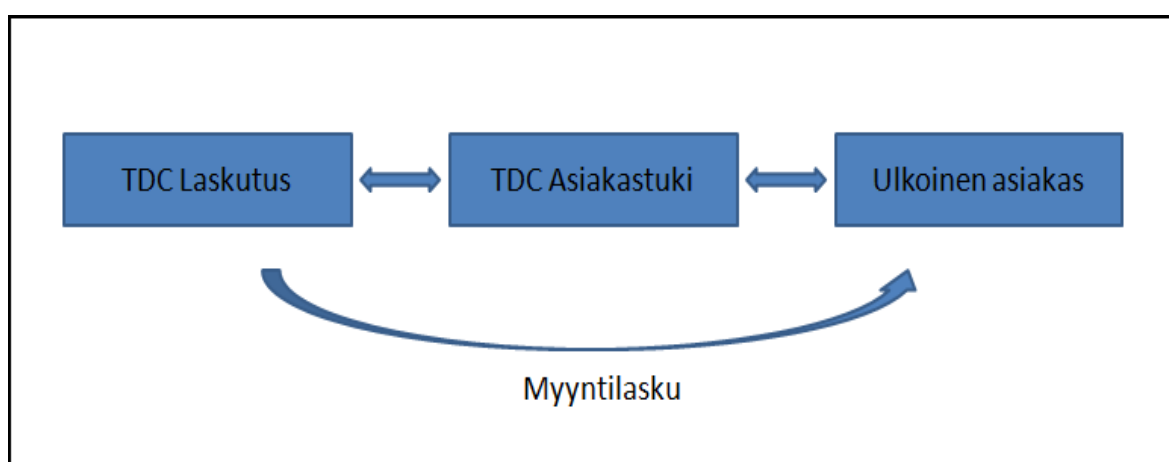 TDC Laskutus
TDC Asiakastuki
Ulkoinen asiakas
Myyntilasku